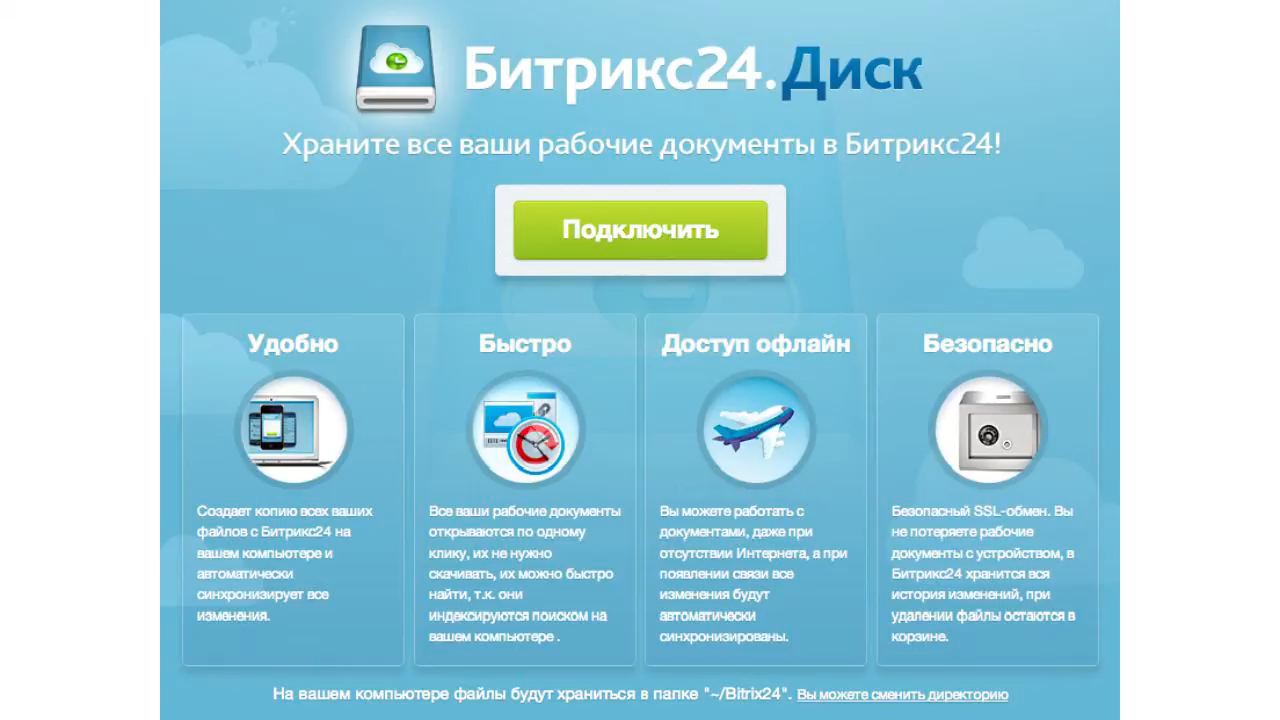 Битрикс24.Диск
Храните все ваши рабочие документы в Битрикс24!
Подключить
Удобно
Создает копию всех ваших
файлов с Битрикс24 на
вашем компьютере и
автоматически
синхронизирует все
изменения.
Быстро
Все ваши рабочие документы
открываются по одному
клику, их не нужно
скачивать, их можно быстро
найти, т.к. они
индексируются поиском на
вашем компьютере .
Доступ офлайн
Вы можете работать с
документами, даже при
отсутствии Интернета, а при
появлении связи все
изменения будут
автоматически
синхронизированы.
Безопасно
Безопасный SSL-обмен. Вы
не потеряете рабочие
документы с устройством, в
Битрикс24 хранится вся
история изменений, при
удалении файлы остаются в
корзине.
На вашем компьютере файлы будут храниться в папке "~/Bitrix24". Вы можете сменить директорию